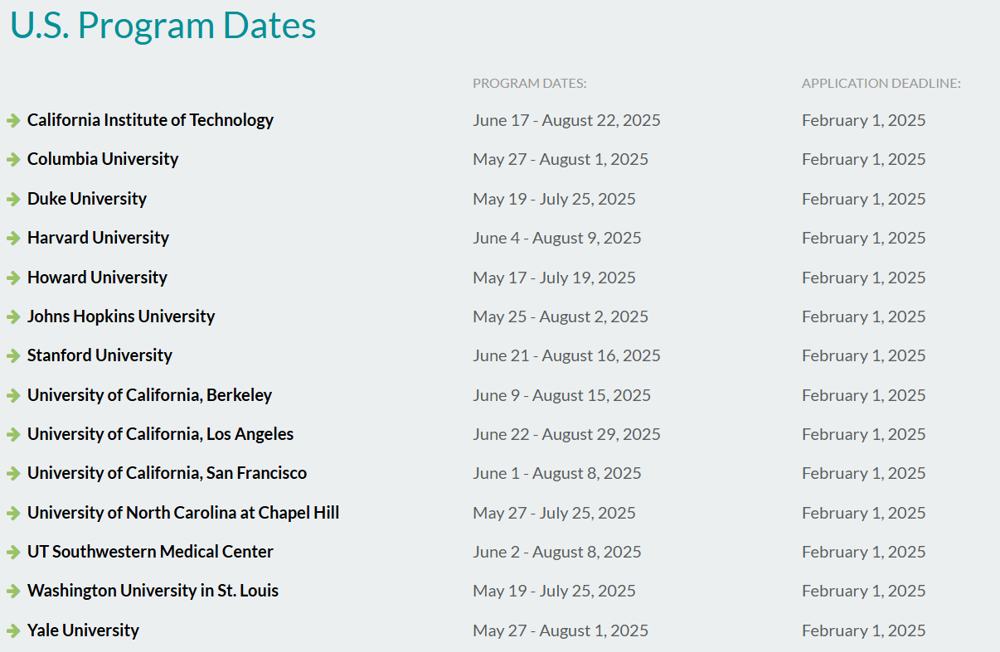 U.S. Program Dates
PROGRAM DATES: APPLICATION DEADLINE:
California Institute of Technology June 17 - August 22, 2025 February 1, 2025
Columbia University May 27 - August 1, 2025 February 1, 2025
Duke University May 19 - July 25, 2025 February 1, 2025
Harvard University June 4 - August 9, 2025 February 1, 2025
Howard University May 17 - July 19, 2025 February 1, 2025
Johns Hopkins University May 25 - August 2, 2025 February 1, 2025
Stanford University June 21 - August 16, 2025 February 1, 2025
University of California, Berkeley June 9 - August 15, 2025 February 1, 2025
University of California, Los Angeles June 22 - August 29, 2025 February 1, 2025
University of California, San Francisco June 1 - August 8, 2025 February 1, 2025
University of North Carolina at Chapel Hill May 27 - July 25, 2025 February 1, 2025
UT Southwestern Medical Center June 2 - August 8, 2025 February 1, 2025
Washington University in St. Louis May 19 - July 25, 2025 February 1, 2025
Yale University May 27 - August 1, 2025 February 1, 2025